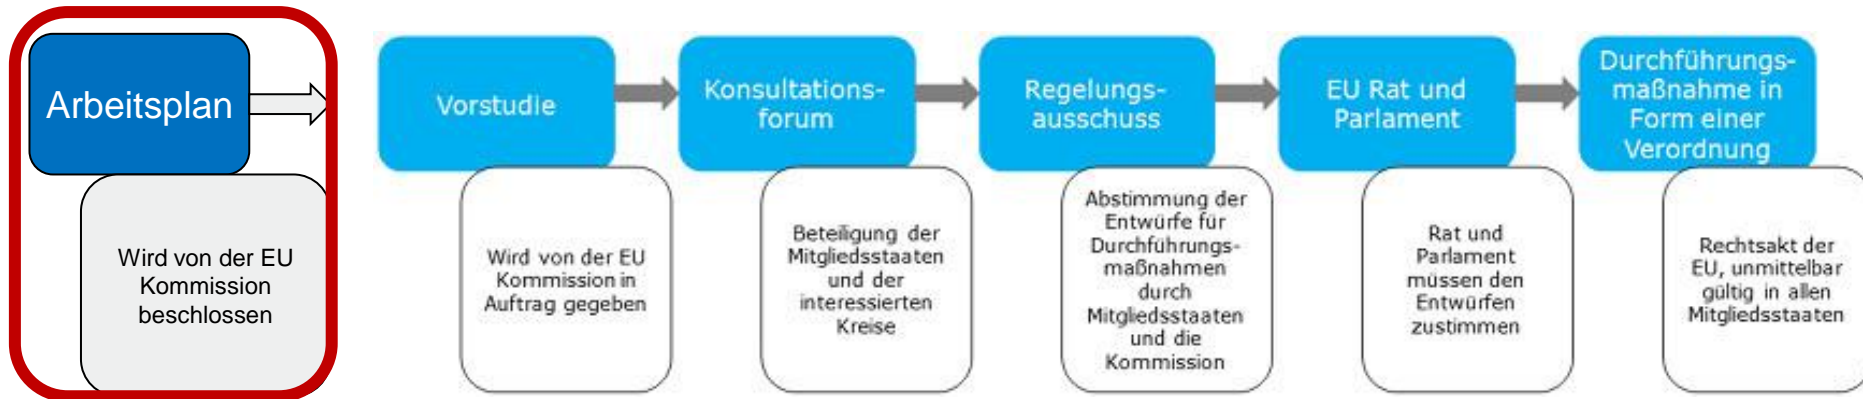 Arbeitsplan
Wird von der EU
Kommission
beschlossen
Vorstudie
Wird von der EU
Kommission in
Auftrag gegeben
Konsultations-
forum
Beteiligung der
Mitgliedsstaaten
und der
interessierten
Kreise
Regelungs-
ausschuss
Abstimmung der
Entwürfe für
Durchführungs-
maßnahmen
durch
Mitgliedsstaaten
und die
Kommission
EU Rat und
Parlament
Rat und
Parlament
müssen den
Entwürfen
zustimmen
Durchführungs-
maßnahme in
Form einer
Verordnung
Rechtsakt der
EU, unmittelbar
gültig in allen
Mitgliedsstaaten